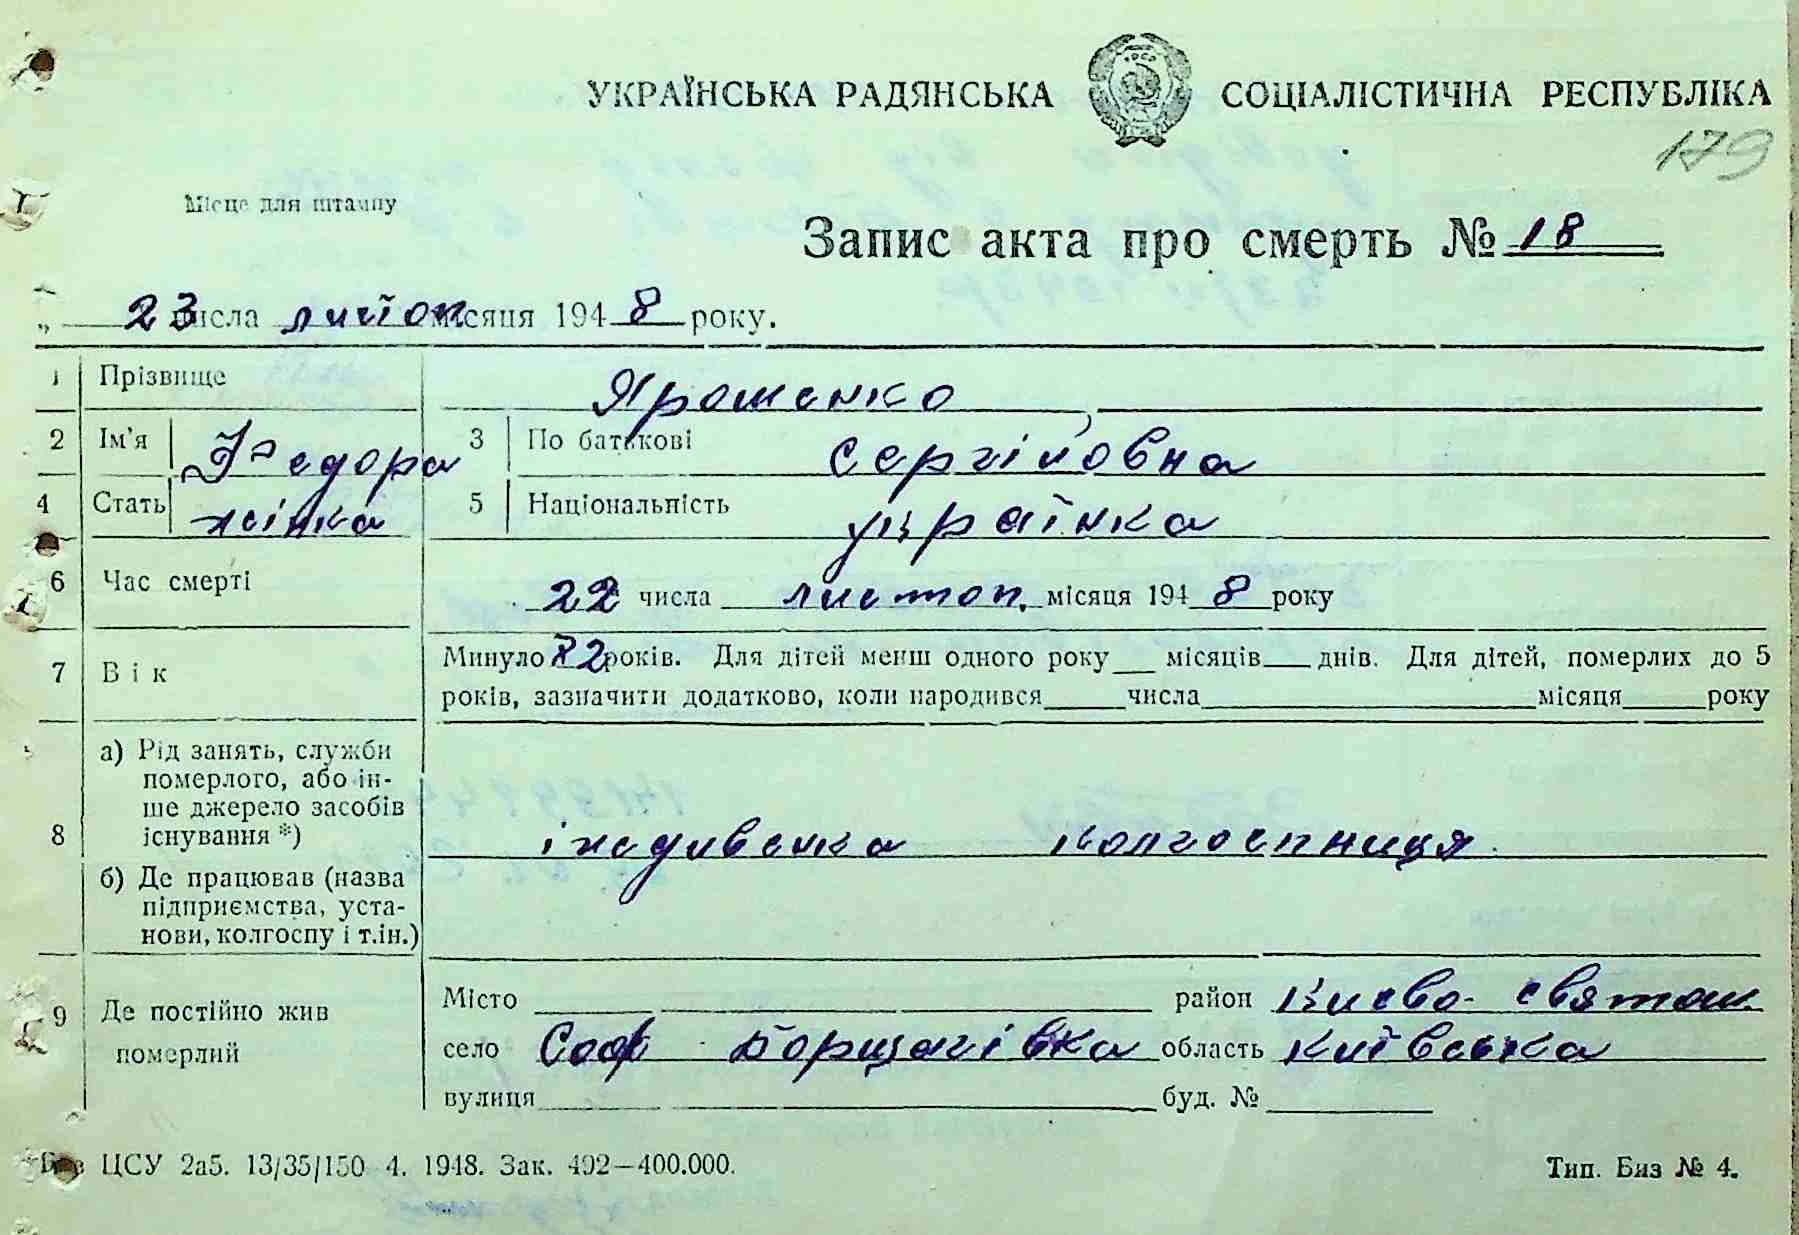 УКРАЇНСЬКА РАДЯНСЬКА СОЦІАЛІСТИЧНА РЕСПУБЛІКА
179
Місце для штампу
Запис акта про смерть № 18
„ 23 числа листоп місяця 1948 року.
1 Прізвище Ярошенко
2 Ім'я Федора 3 По батькові Сергіївна
4 Стать жінка 5 Національність українка
6 Час смерті 22 числа листоп. місяця 1948 року
7 Вік Минуло 82 років. Для дітей менш одного року місяців днів. Для дітей, померлих до 5
років, зазначити додатково, коли народився числа місяця року
8 а) Рід занять, служби
померлого, або ін-
ше джерело засобів
існування *)
колгоспниця
б) Де працював (назва
підприємства, уста-
нови, колгоспу і т.ін.)
9 Де постійно жив
померлий
Місто район Києво-святош.
село Соф Борщагівка область київська
вулиця буд. №
ЦСУ 2а5. 13/35/150 4. 1948. Зак. 492—400.000.
Тип. Биз № 4.